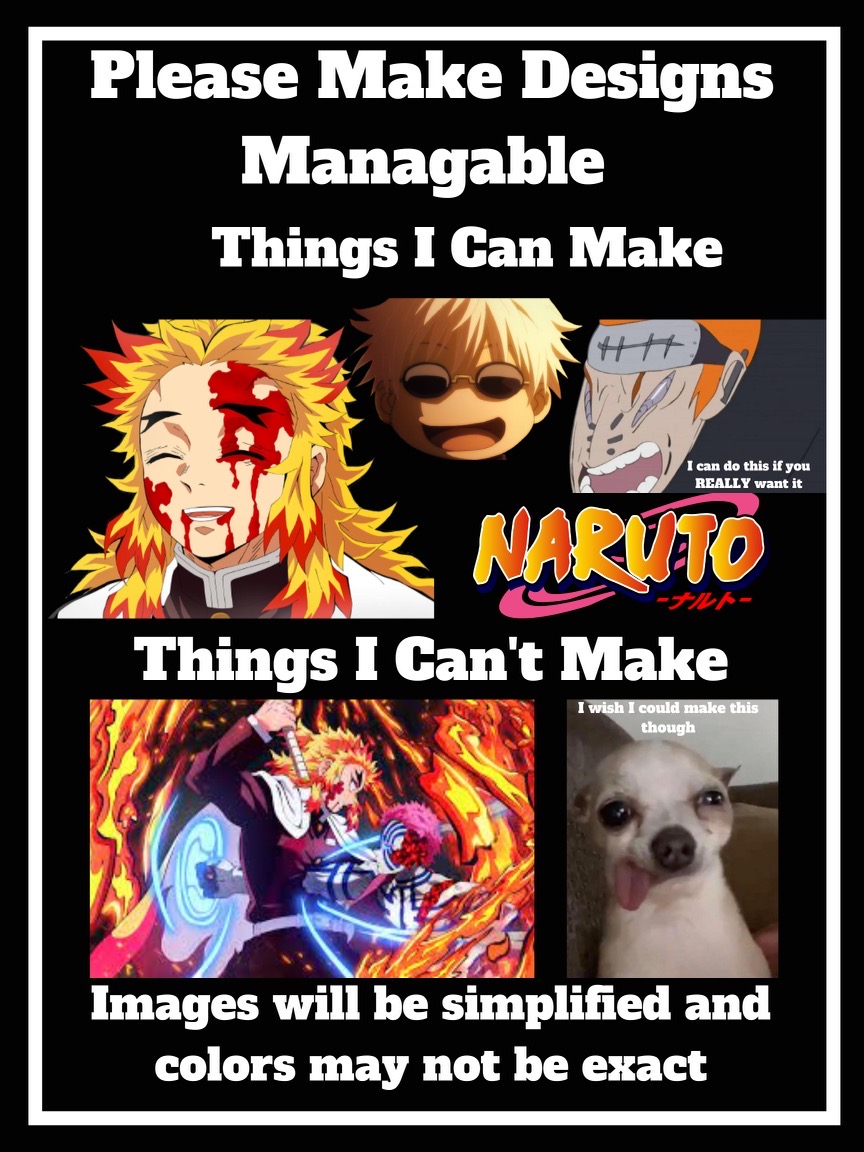 Please Make Designs
Managable
Things I Can Make
I can do this if you
REALLY want it
NARUTO
-ナルト-
Things I Can't Make
I wish I could make this
though
Images will be simplified and
colors may not be exact